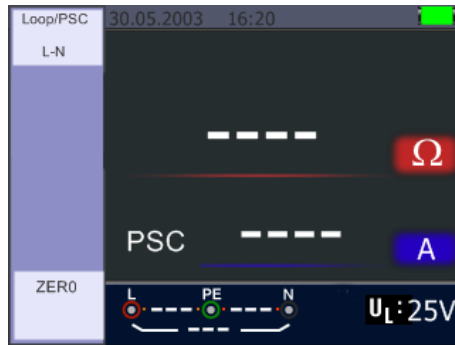 Loop/PSC 30.05.2003 16:20
L-N
---- Ω
PSC ---- A
ZER0
L --- PE --- N
---
UL:25V